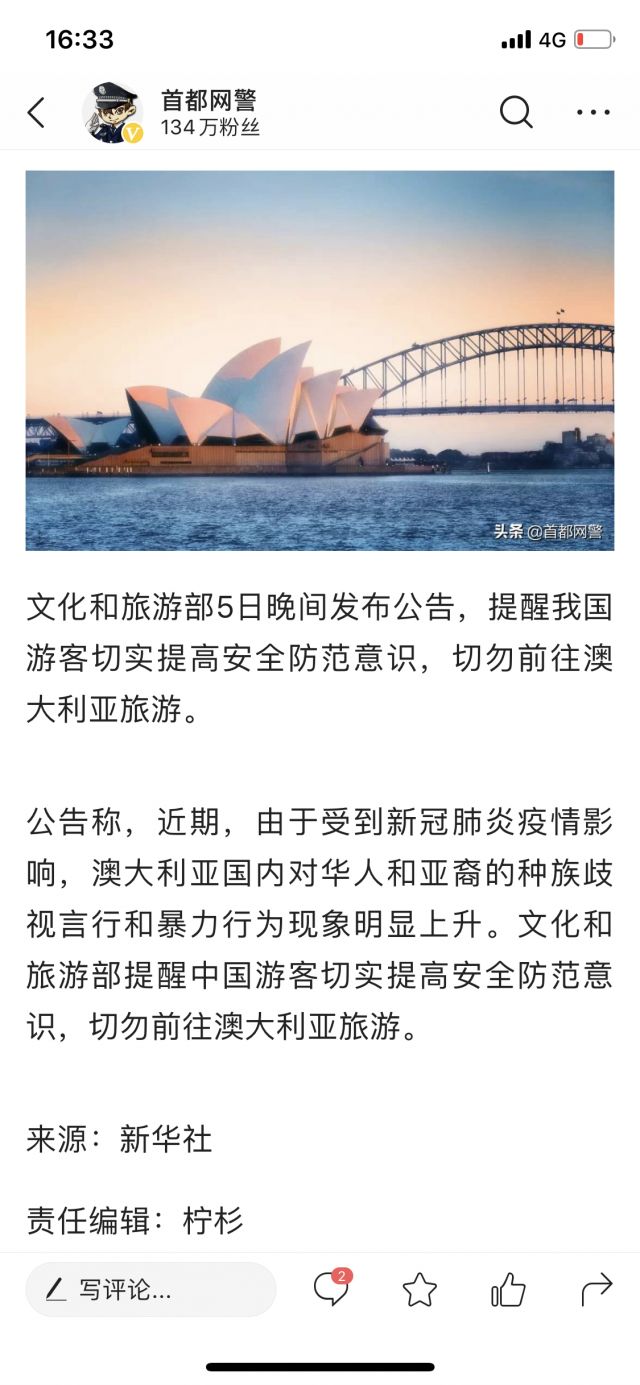 16:33
4G
首都网警
134万粉丝
头条 @首都网警
文化和旅游部5日晚间发布公告，提醒我国
游客切实提高安全防范意识，切勿前往澳
大利亚旅游。
公告称，近期，由于受到新冠肺炎疫情影
响，澳大利亚国内对华人和亚裔的种族歧
视言行和暴力行为现象明显上升。文化和
旅游部提醒中国游客切实提高安全防范意
识，切勿前往澳大利亚旅游。
来源：新华社
责任编辑：柠杉
写评论...
2